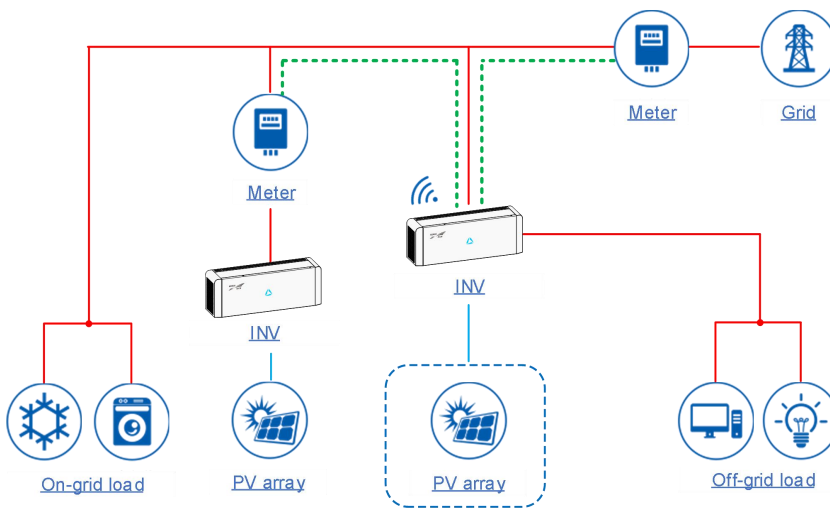 Meter
Grid
Meter
INV
INV
On-grid load
PV array
PV array
Off-grid load